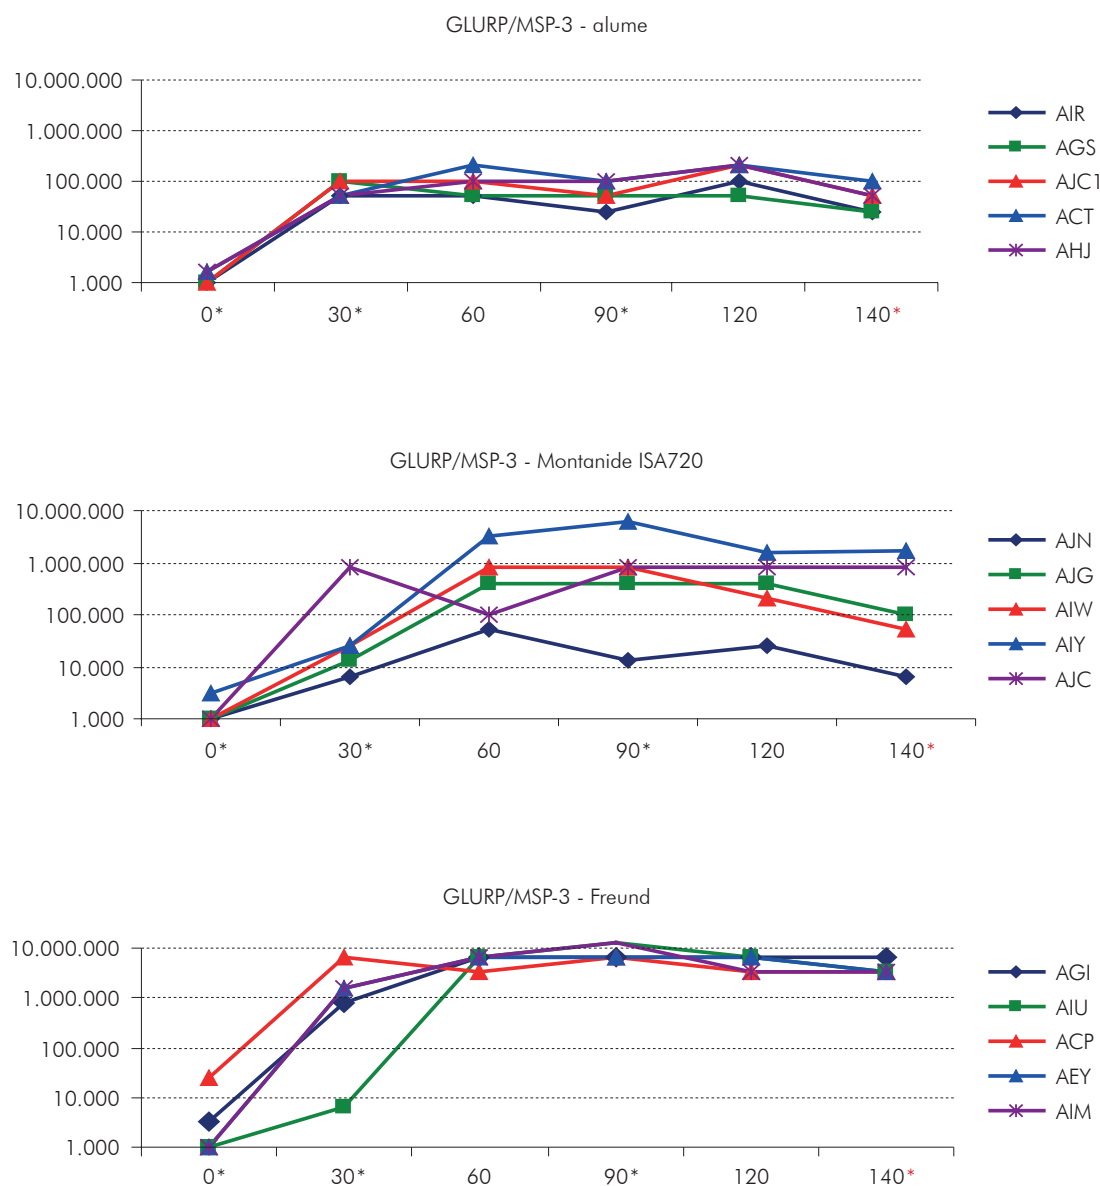 GLURP/MSP-3 - alume
10.000.000
1.000.000
100.000
10.000
1.000
0* 30* 60 90* 120 140*
AIR
AGS
AJC1
ACT
AHJ
GLURP/MSP-3 - Montanide ISA720
10.000.000
1.000.000
100.000
10.000
1.000
0* 30* 60 90* 120 140*
AJN
AJG
AIW
AIY
AJC
GLURP/MSP-3 - Freund
10.000.000
1.000.000
100.000
10.000
1.000
0* 30* 60 90* 120 140*
AGI
AIU
ACP
AEY
AIM